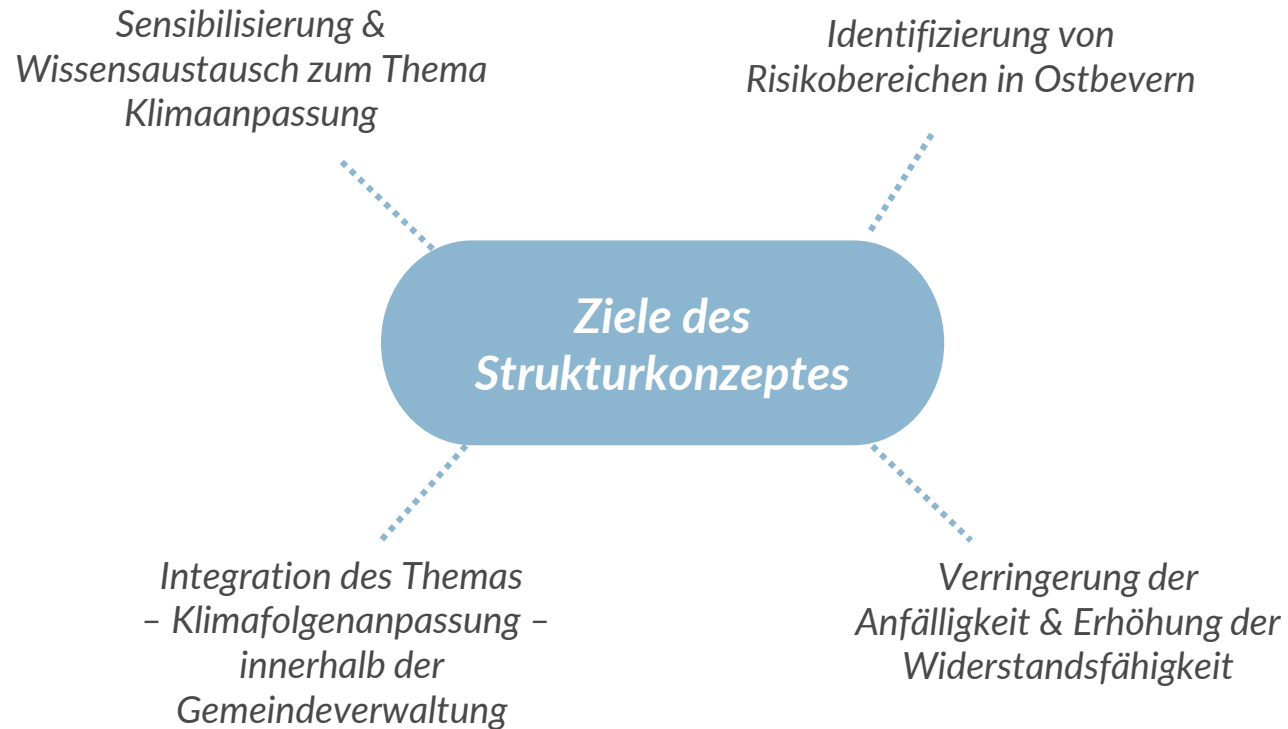 Sensibilisierung &
Wissensaustausch zum Thema
Klimaanpassung
Identifizierung von
Risikobereichen in Ostbevern
Ziele des
Strukturkonzeptes
Integration des Themas
– Klimafolgenanpassung –
innerhalb der
Gemeindeverwaltung
Verringerung der
Anfälligkeit & Erhöhung der
Widerstandsfähigkeit